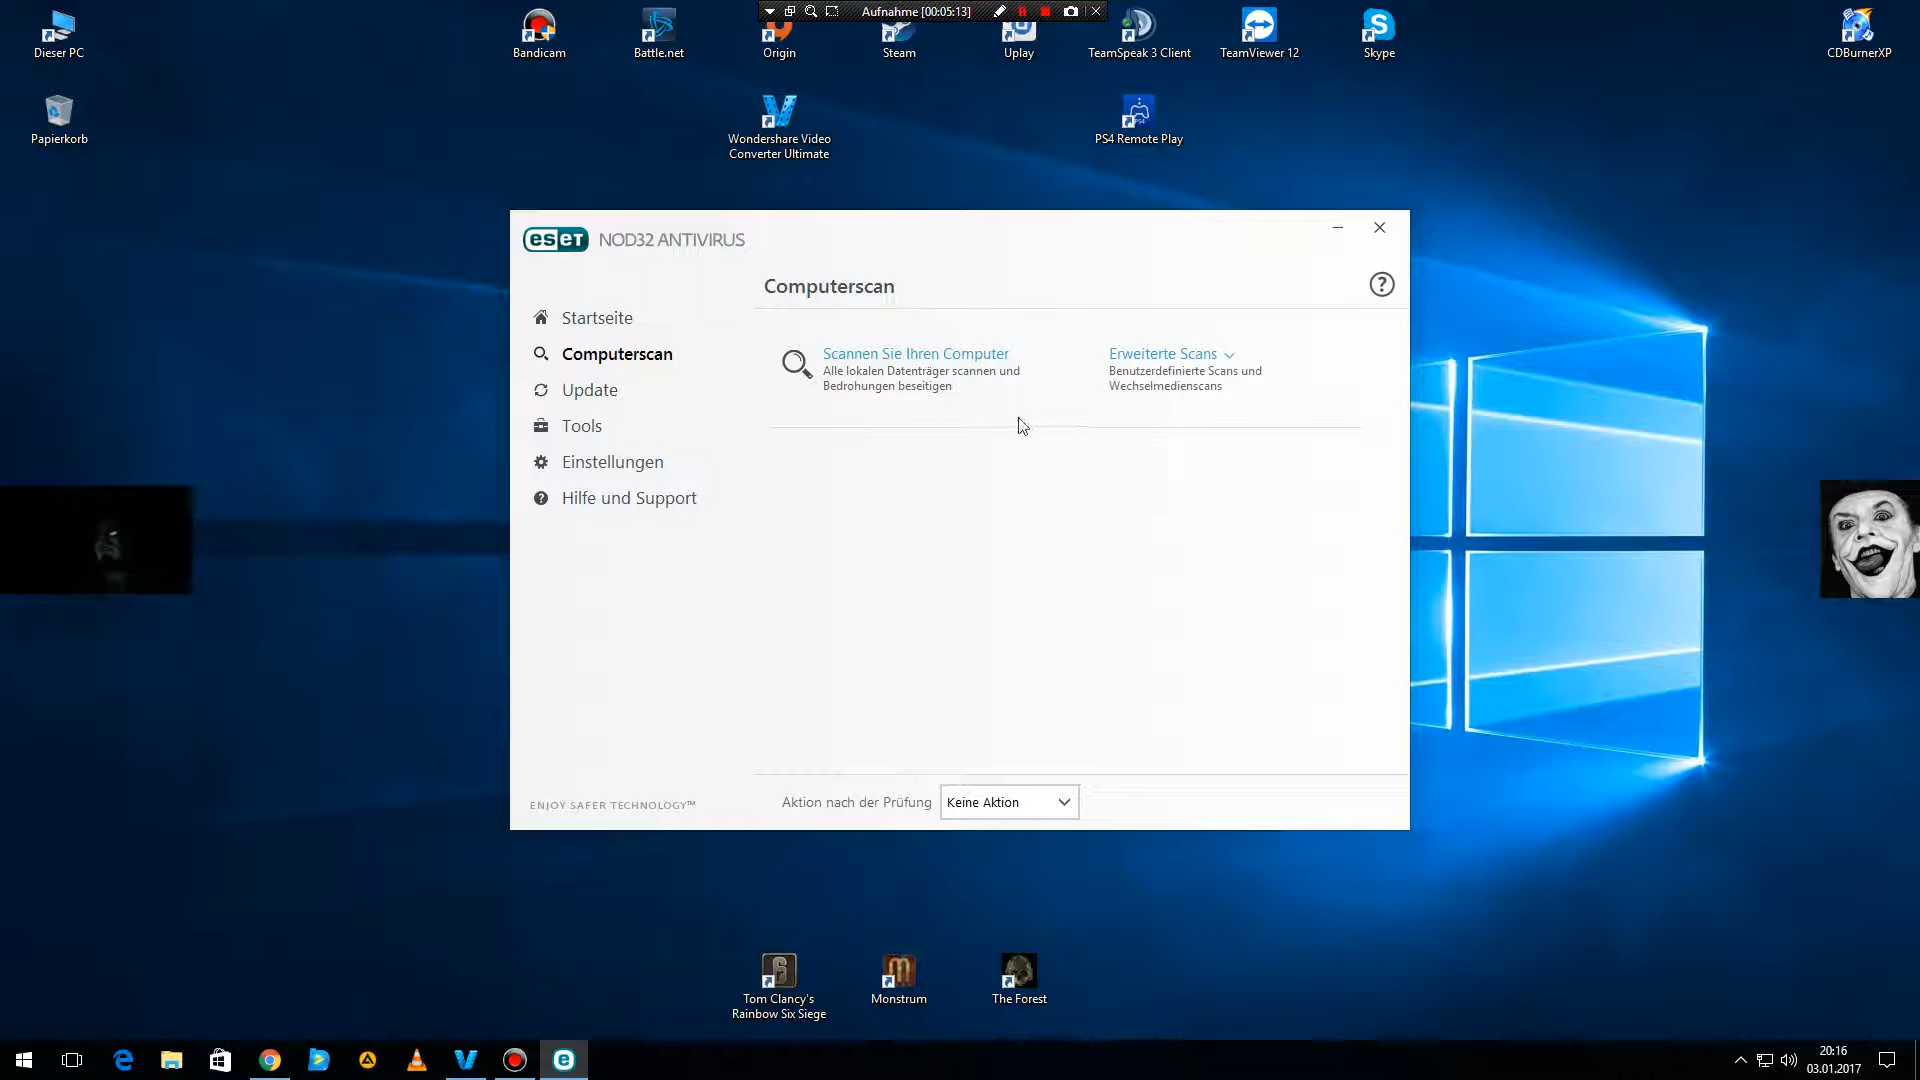 Aufnahme [00:05:13]
Dieser PC
Bandicam
Battle.net
Origin
Steam
Uplay
TeamSpeak 3 Client
TeamViewer 12
Skype
CDBurnerXP
Papierkorb
Wondershare Video
Converter Ultimate
PS4 Remote Play
eset NOD32 ANTIVIRUS
Computerscan
?
Startseite
Computerscan
Update
Tools
Einstellungen
Hilfe und Support
Scannen Sie Ihren Computer
Alle lokalen Datenträger scannen und
Bedrohungen beseitigen
Erweiterte Scans
Benutzerdefinierte Scans und
Wechselmedienscans
ENJOY SAFER TECHNOLOGY™
Aktion nach der Prüfung
Keine Aktion
Tom Clancy's
Rainbow Six Siege
Monstrum
The Forest
20:16
03.01.2017